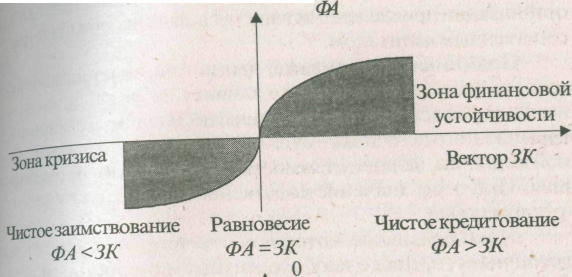 ФА
Зона финансовой
устойчивости
Зона кризиса
Вектор ЗК
Чистое заимствование
Равновесие
Чистое кредитование
ФА < ЗК
ФА = ЗК
ФА > ЗК
0